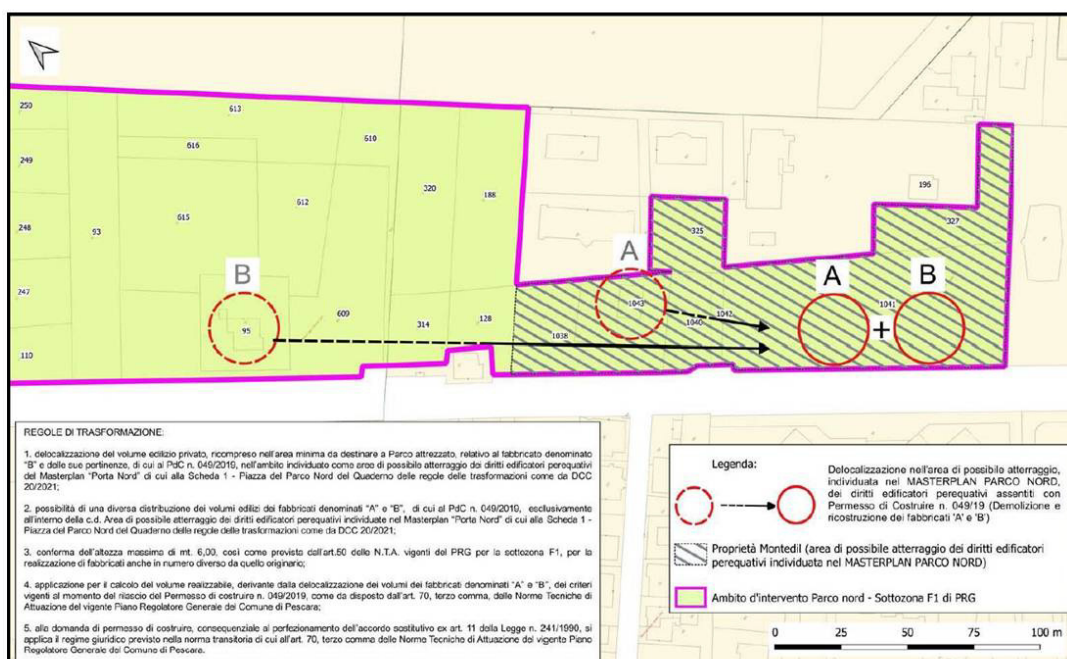 250
613
616
610
249
320
188
612
93
615
248
196
327
325
B
A
A
B
247
1043
1041
+
95
609
1042
1040
314
128
1038
110
REGOLE DI TRASFORMAZIONE:
1. delocalizzazione del volume edilizio privato, ricompreso nell'area minima da destinare a Parco attrezzato, relativo al fabbricato denominato
"B" e delle sue pertinenze, di cui al PdC n. 049/2019, nell'ambito individuato come area di possibile atterraggio dei diritti edificatori perequativi
del Masterplan "Porta Nord" di cui alla Scheda 1 - Piazza del Parco Nord del Quaderno delle regole delle trasformazioni come da DCC
20/2021;
2. possibilità di una diversa distribuzione dei volumi edilizi dei fabbricati denominati "A" e "B", di cui al PdC n. 049/2019, esclusivamente
all'interno della c.d. Area di possibile atterraggio dei diritti edificatori perequativi individuate nel Masterplan "Porta Nord" di cui alla Scheda 1 -
Piazza del Parco Nord del Quaderno delle regole delle trasformazioni come da DCC 20/2021;
3. conferma dell'altezza massima di mt. 6,00, così come previsto dall'art.50 delle N.T.A. vigenti del PRG per la sottozona F1, per la
realizzazione di fabbricati anche in numero diverso da quello originario;
4. applicazione per il calcolo del volume realizzabile, derivante dalla delocalizzazione dei volumi dei fabbricati denominati "A" e "B", dei criteri
vigenti al momento del rilascio del Permesso di costruire n. 049/2019, come da disposto dall'art. 70, terzo comma, delle Norme Tecniche di
Attuazione del vigente Piano Regolatore Generale del Comune di Pescara;
5. alla domanda di permesso di costruire, consequenziale al perfezionamento dell'accordo sostitutivo ex art. 11 della Legge n. 241/1990, si
applica il regime giuridico previsto nella norma transitoria di cui all'art. 70, terzo comma delle Norme Tecniche di Attuazione del vigente Piano
Regolatore Generale del Comune di Pescara.
Legenda:
Delocalizzazione nell'area di possibile atterraggio,
individuata nel MASTERPLAN PARCO NORD,
dei diritti edificatori perequativi assentiti con
Permesso di Costruire n. 049/19 (Demolizione e
ricostruzione dei fabbricati 'A' e 'B')
Proprietà Montedil (area di possibile atterraggio dei diritti edificatori
perequativi individuata nel MASTERPLAN PARCO NORD)
Ambito d'intervento Parco nord - Sottozona F1 di PRG
0 25 50 75 100 m